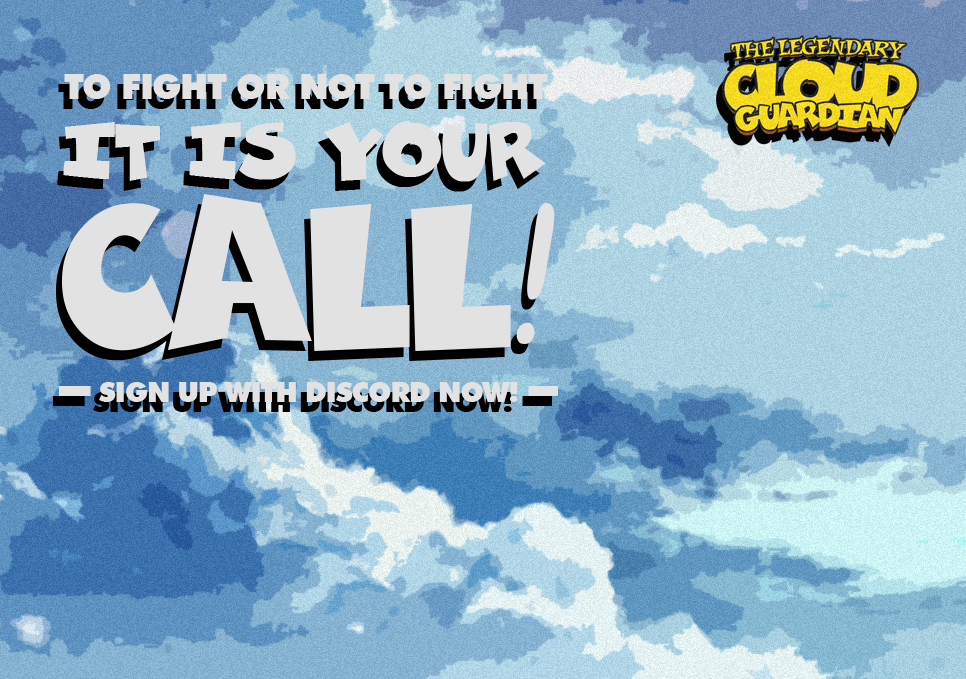 TO FIGHT OR NOT TO FIGHT
IT IS YOUR
CALL!
— SIGN UP WITH DISCORD NOW! —
THE LEGENDARY
CLOUD
GUARDIAN